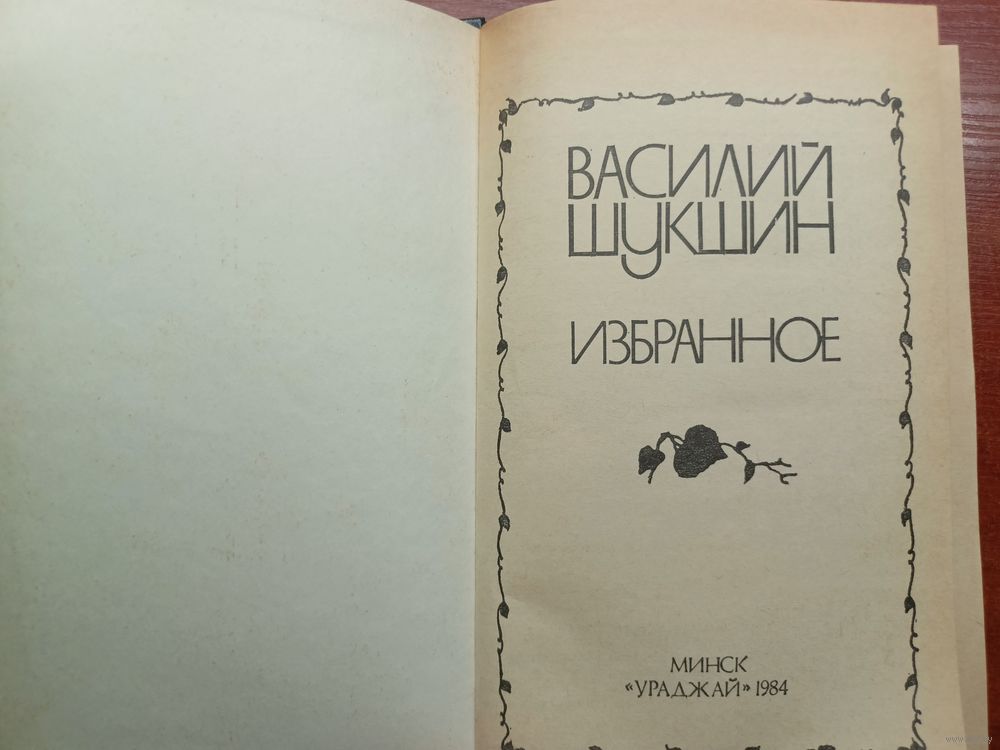 ВАСИЛИЙ
ШУКШИН
ИЗБРАННОЕ
МИНСК
«УРАДЖАЙ» 1984